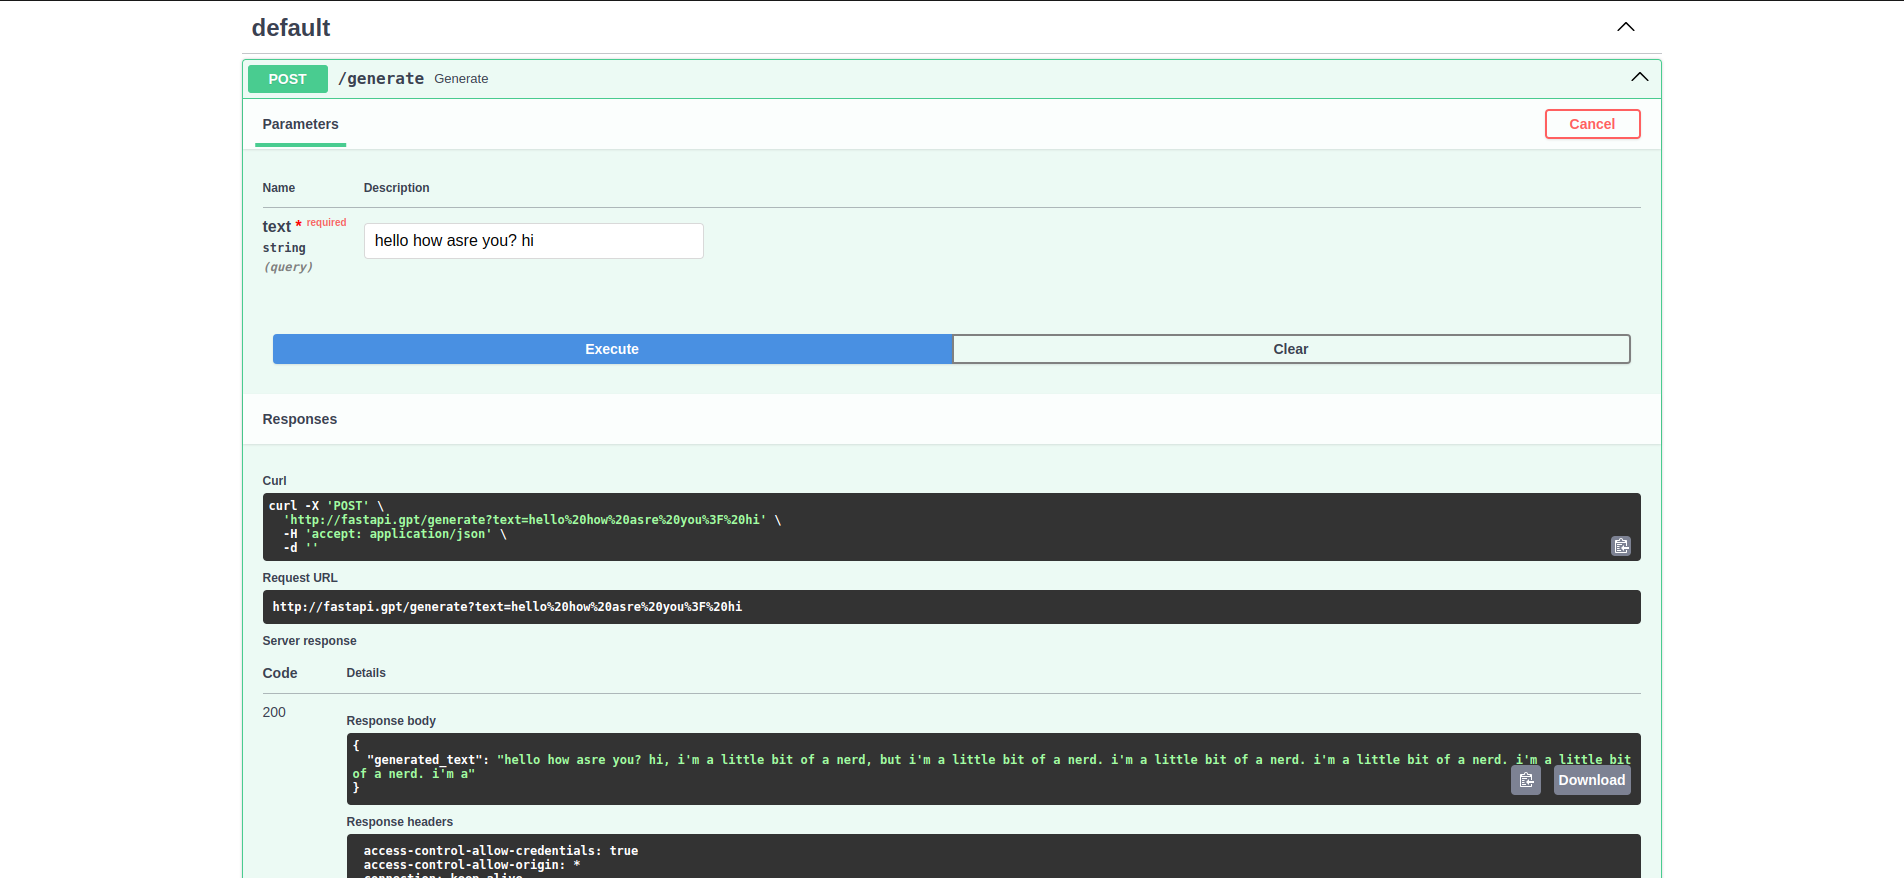 default
POST /generate Generate
Parameters
Cancel
Name Description
text * required
string
(query)
hello how asre you? hi
Execute Clear
Responses
Curl
curl -X 'POST' \
'http://fastapi.gpt/generate?text=hello%20how%20asre%20you%3F%20hi' \
-H 'accept: application/json' \
-d ''
Request URL
http://fastapi.gpt/generate?text=hello%20how%20asre%20you%3F%20hi
Server response
Code Details
200
Response body
{
"generated_text": "hello how asre you? hi, i'm a little bit of a nerd, but i'm a little bit of a nerd. i'm a little bit of a nerd. i'm a little bit of a nerd. i'm a little bit
of a nerd. i'm a"
}
Download
Response headers
access-control-allow-credentials: true
access-control-allow-origin: *
connection: keep-alive